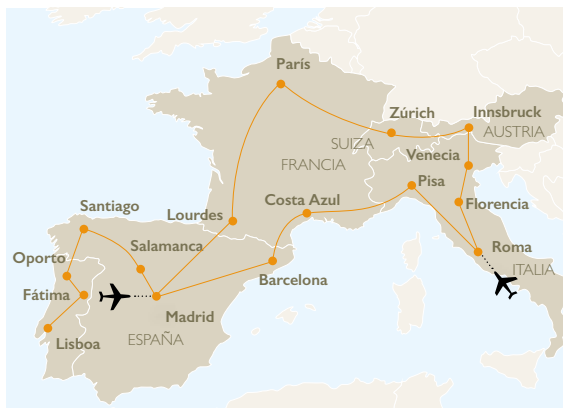 París
Zúrich
Innsbruck
AUSTRIA
SUIZA
Venecia
FRANCIA
Pisa
Costa Azul
Santiago
Lourdes
Florencia
Salamanca
Roma
Oporto
ITALIA
Barcelona
Fátima
Madrid
ESPAÑA
Lisboa